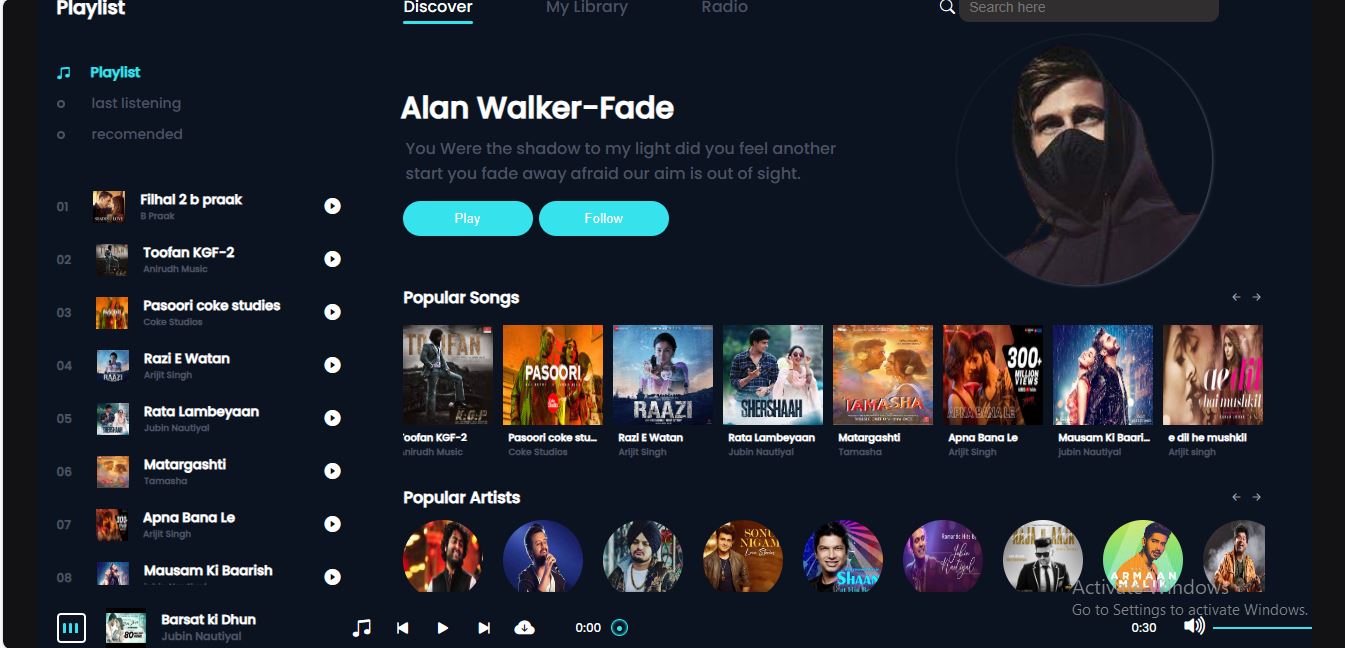 Playlist
Discover
My Library
Radio
Search here
Playlist
last listening
recomended
Alan Walker-Fade
You Were the shadow to my light did you feel another
start you fade away afraid our aim is out of sight.
Play
Follow
01
Filhal 2 b praak
B Praak
02
Toofan KGF-2
Anirudh Music
03
Pasoori coke studies
Coke Studios
04
Razi E Watan
Arijit Singh
05
Rata Lambeyaan
Jubin Nautiyal
06
Matargashti
Tamasha
07
Apna Bana Le
Arijit Singh
08
Mausam Ki Baarish
Popular Songs
TOOFAN
K.G.F
PASOORI
RAAZI
SHERSHAAH
TAMASHA
300+
MILLION
VIEWS
APNA BANA LE
ae dil
hai mushkil
oofan KGF-2
Anirudh Music
Pasoori coke stu...
Coke Studios
Razi E Watan
Arijit Singh
Rata Lambeyaan
Jubin Nautiyal
Matargashti
Tamasha
Apna Bana Le
Arijit Singh
Mausam Ki Baari...
jubin Nautiyal
e dil he mushkil
Arijit singh
Popular Artists
SONU
NIGAM
Love Stories
SHAAN
Romantic Hits by
Jubin
Nautiyal
ARMAAN
MALIK
Activate Windows
Go to Settings to activate Windows.
Barsat ki Dhun
Jubin Nautiyal
0:00
0:30